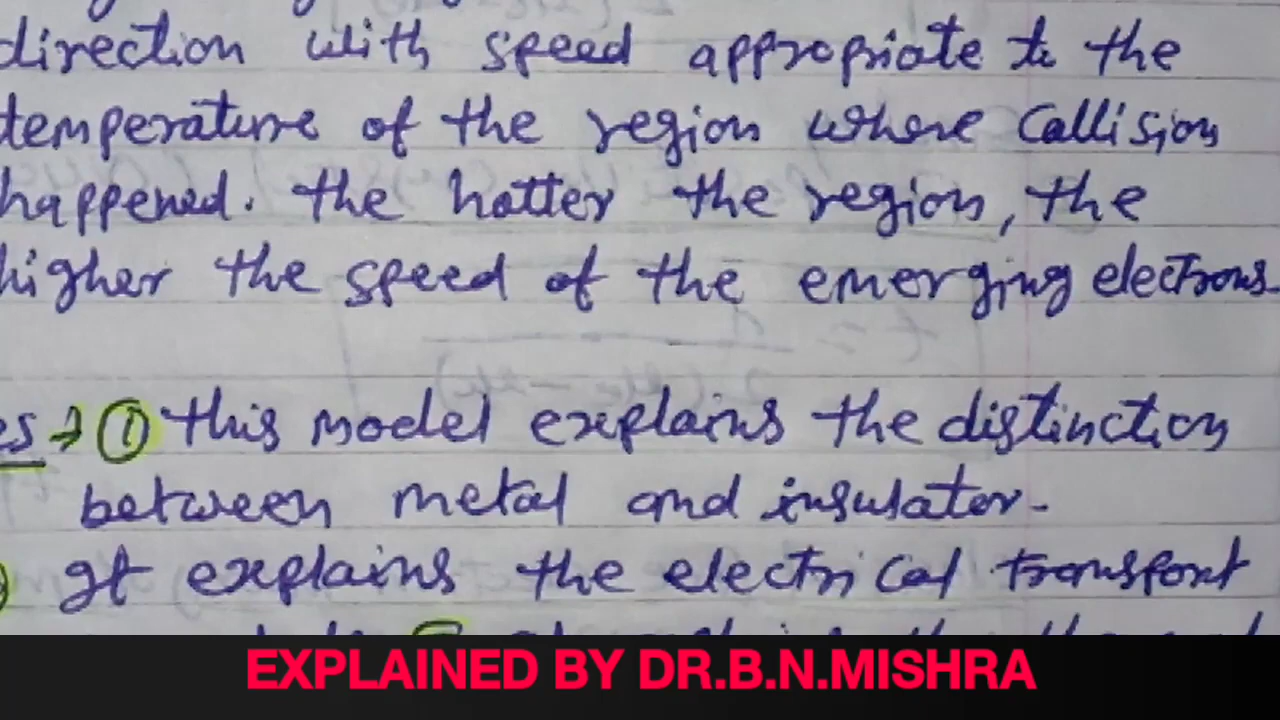 direction with speed appropriate to the
temperature of the region where Callision
happened. the hotter the region, the
higher the speed of the emerging electrons.
es → ① this model explains the distinction
between metal and insulator.
It explains the electrical transport
EXPLAINED BY DR.B.N.MISHRA